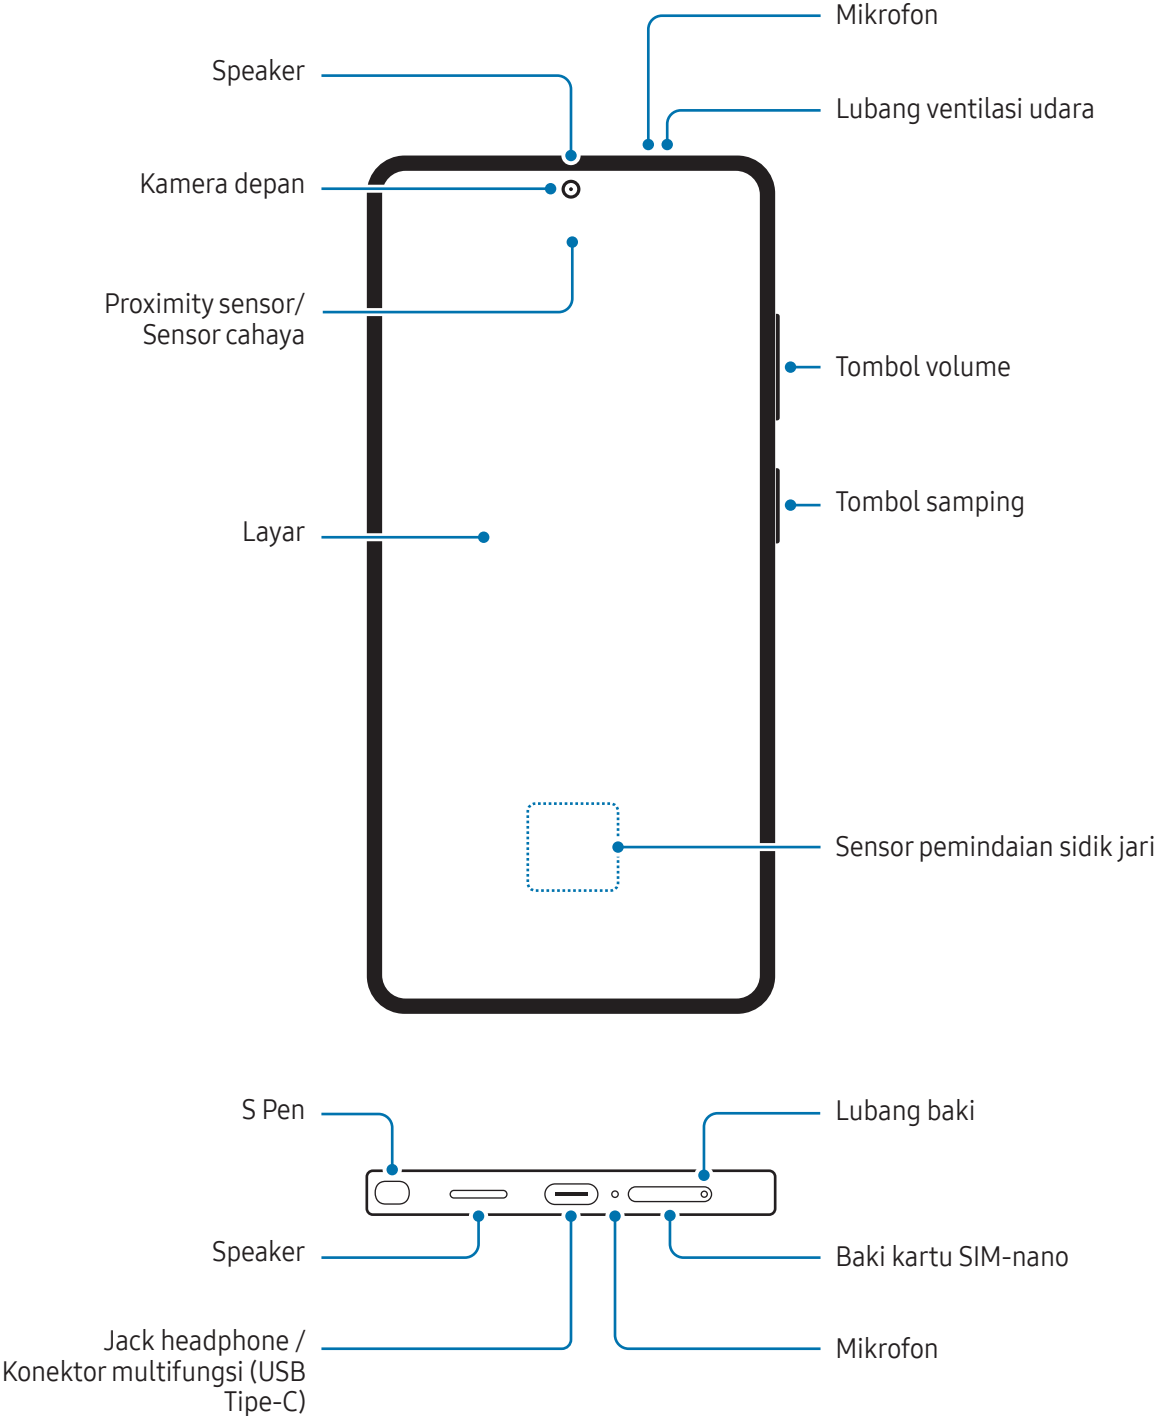 Mikrofon
Speaker
Lubang ventilasi udara
Kamera depan
Proximity sensor/
Sensor cahaya
Tombol volume
Tombol samping
Layar
Sensor pemindaian sidik jari
S Pen
Lubang baki
Speaker
Baki kartu SIM-nano
Jack headphone /
Konektor multifungsi (USB
Tipe-C)
Mikrofon